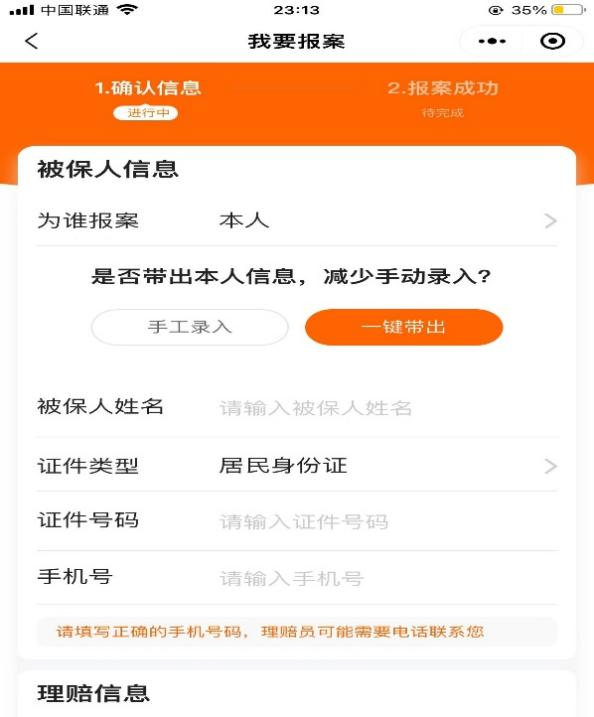 中国联通
23:13
35%
我要报案
1.确认信息
2.报案成功
进行中
待完成
被保人信息
为谁报案 本人
是否带出本人信息，减少手动录入?
手工录入
一键带出
被保人姓名 请输入被保人姓名
证件类型 居民身份证
证件号码 请输入证件号码
手机号 请输入手机号
请填写正确的手机号码，理赔员可能需要电话联系您
理赔信息